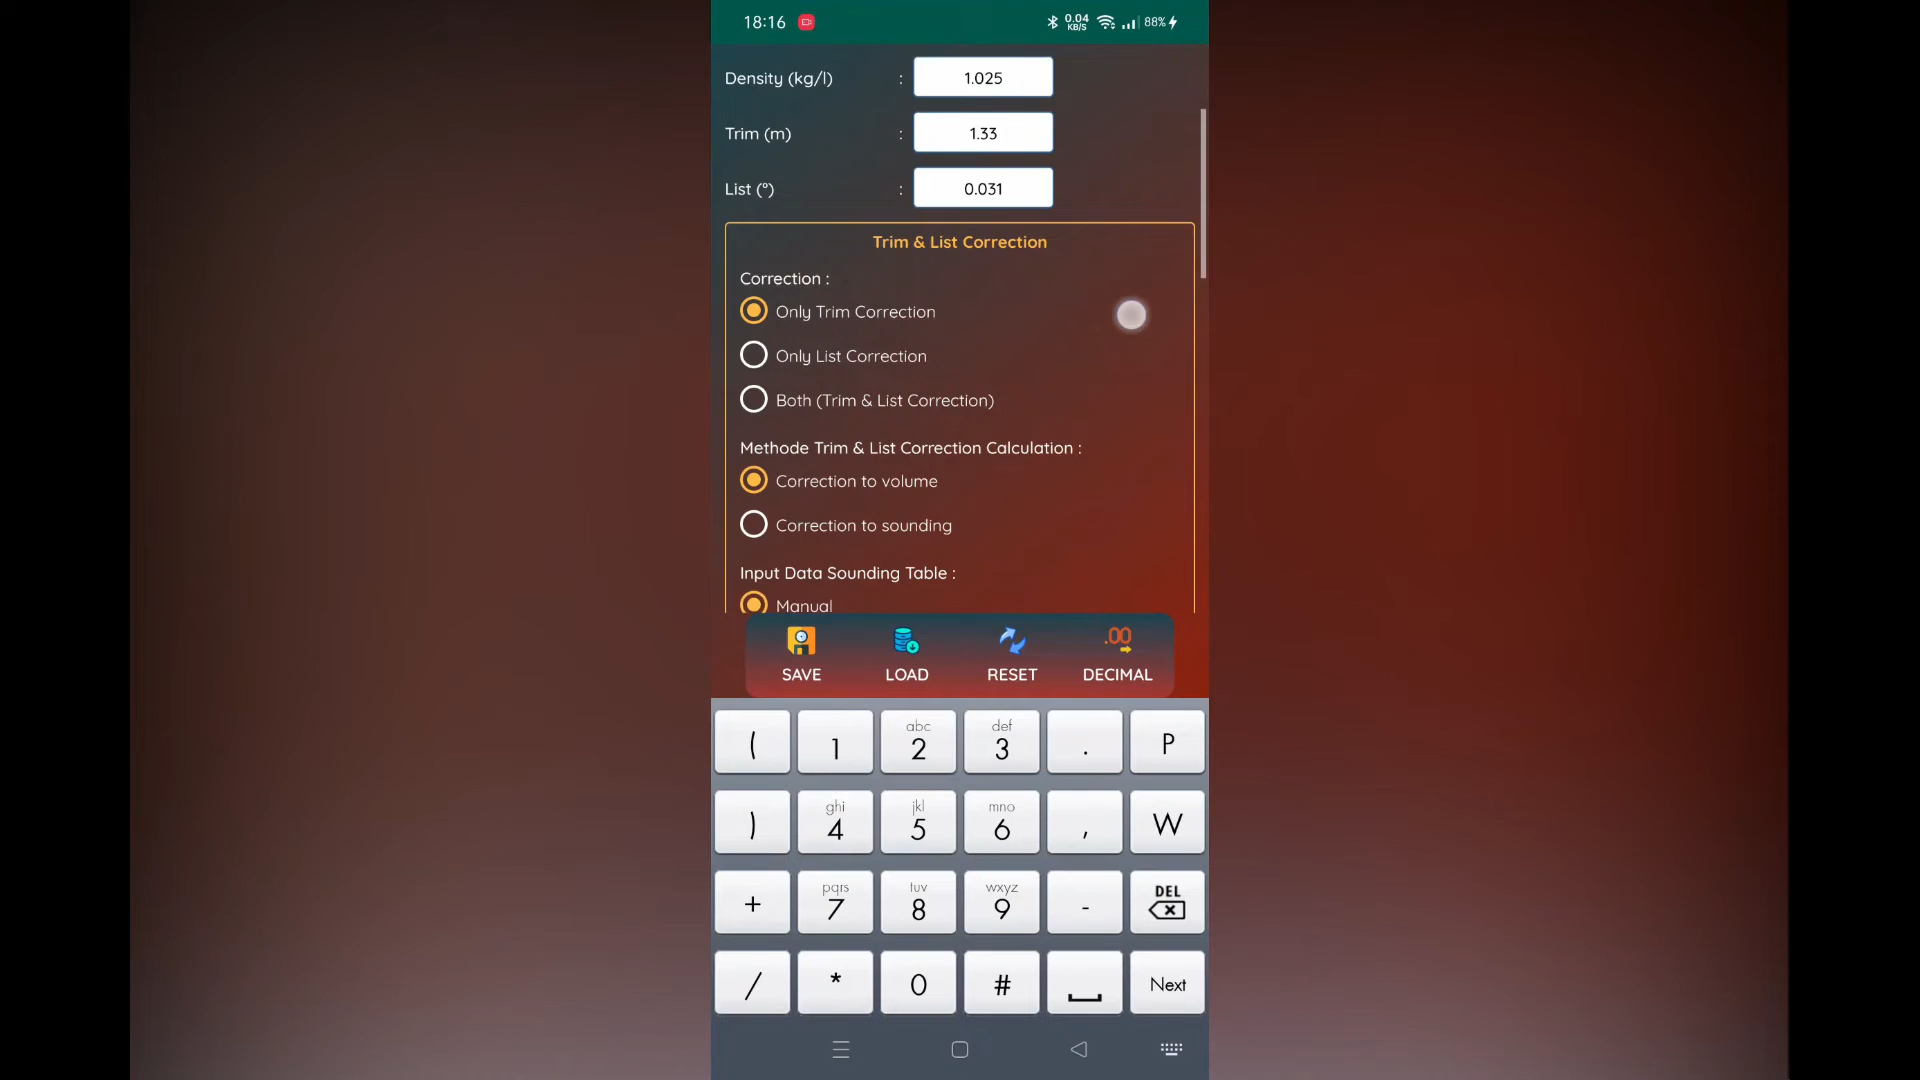 18:16
0.04
KB/S
88%
Density (kg/l) : 1.025
Trim (m) : 1.33
List (°) : 0.031
Trim & List Correction
Correction :
Only Trim Correction
Only List Correction
Both (Trim & List Correction)
Methode Trim & List Correction Calculation :
Correction to volume
Correction to sounding
Input Data Sounding Table :
Manual
.00
SAVE LOAD RESET DECIMAL
abc def
( 1 2 3 . P
ghi jkl mno
) 4 5 6 , W
pqrs tuv wxyz DEL
+ 7 8 9 -
/ * 0 # Next